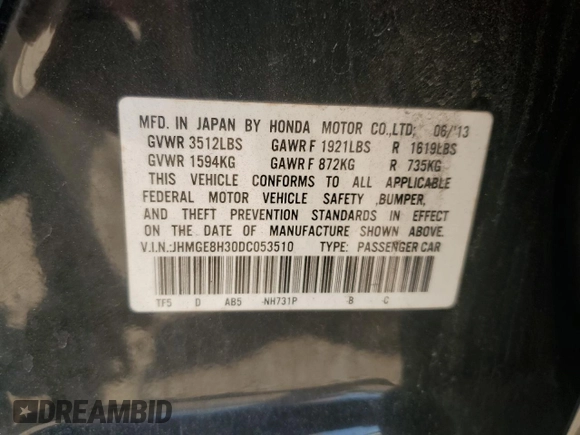 MFD. IN JAPAN BY HONDA MOTOR CO.,LTD; 06/'13
GVWR 3512LBS GAWR F 1921LBS R 1619LBS
GVWR 1594KG GAWR F 872KG R 735KG
THIS VEHICLE CONFORMS TO ALL APPLICABLE
FEDERAL MOTOR VEHICLE SAFETY ,BUMPER,
AND THEFT PREVENTION STANDARDS IN EFFECT
ON THE DATE OF MANUFACTURE SHOWN ABOVE.
V.I.N.:JHMGE8H30DC053510 TYPE: PASSENGER CAR
TF5 D AB5 -NH731P B C
DREAMBID